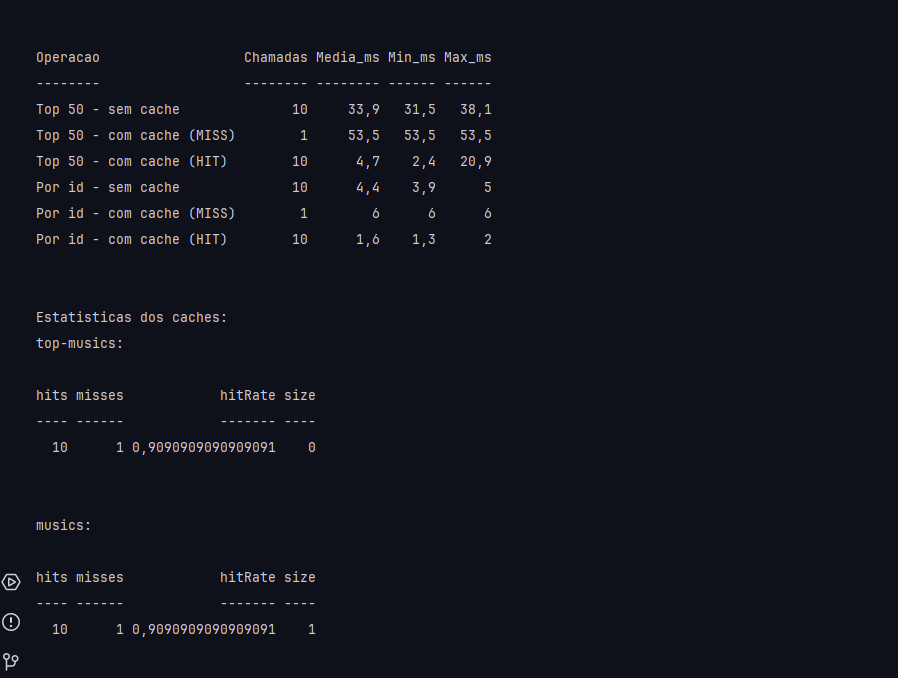 Operacao                  Chamadas Media_ms Min_ms Max_ms
--------                  -------- -------- ------ ------
Top 50 - sem cache              10     33,9   31,5   38,1
Top 50 - com cache (MISS)        1     53,5   53,5   53,5
Top 50 - com cache (HIT)        10      4,7    2,4   20,9
Por id - sem cache              10      4,4    3,9      5
Por id - com cache (MISS)        1        6      6      6
Por id - com cache (HIT)        10      1,6    1,3      2
Estatisticas dos caches:
top-musics:
hits misses            hitRate size
---- ------            ------- ----
  10      1 0,9090909090909091    0
musics:
hits misses            hitRate size
---- ------            ------- ----
  10      1 0,9090909090909091    1